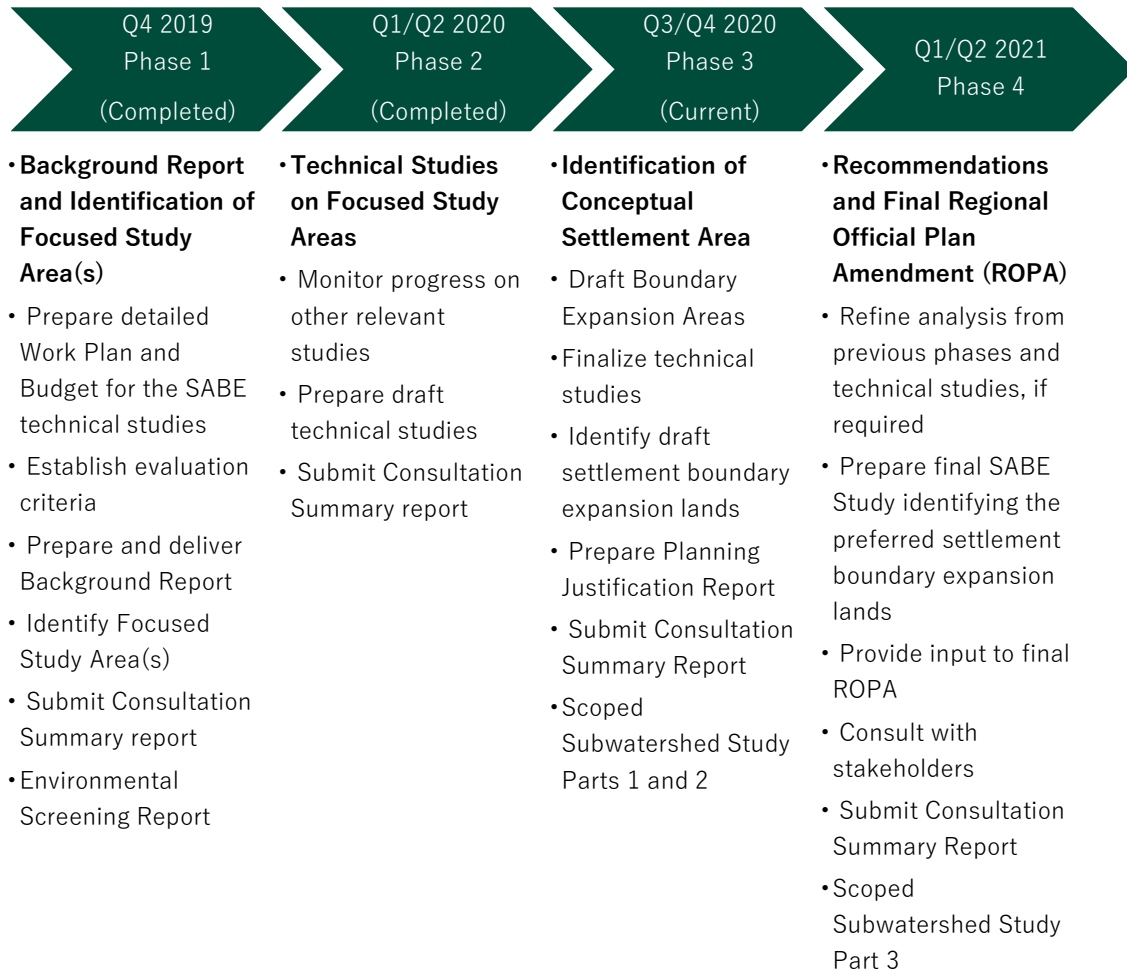 Q4 2019
Phase 1
(Completed)
Q1/Q2 2020
Phase 2
(Completed)
Q3/Q4 2020
Phase 3
(Current)
Q1/Q2 2021
Phase 4
•Background Report
and Identification of
Focused Study
Area(s)
• Prepare detailed
Work Plan and
Budget for the SABE
technical studies
• Establish evaluation
criteria
• Prepare and deliver
Background Report
• Identify Focused
Study Area(s)
• Submit Consultation
Summary report
•Environmental
Screening Report
•Technical Studies
on Focused Study
Areas
• Monitor progress on
other relevant
studies
• Prepare draft
technical studies
• Submit Consultation
Summary report
•Identification of
Conceptual
Settlement Area
• Draft Boundary
Expansion Areas
•Finalize technical
studies
• Identify draft
settlement boundary
expansion lands
• Prepare Planning
Justification Report
• Submit Consultation
Summary Report
•Scoped
Subwatershed Study
Parts 1 and 2
•Recommendations
and Final Regional
Official Plan
Amendment (ROPA)
• Refine analysis from
previous phases and
technical studies, if
required
• Prepare final SABE
Study identifying the
preferred settlement
boundary expansion
lands
• Provide input to final
ROPA
• Consult with
stakeholders
• Submit Consultation
Summary Report
•Scoped
Subwatershed Study
Part 3